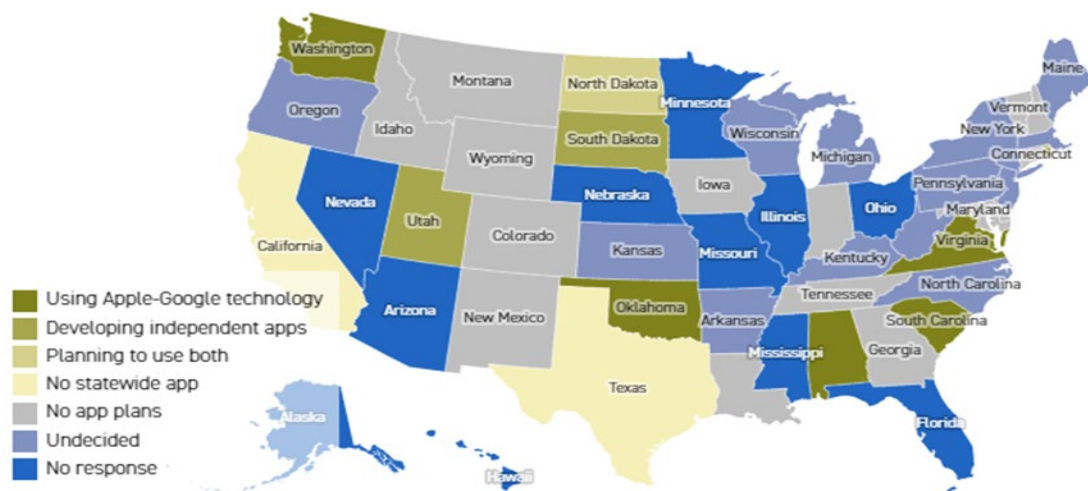 Washington
Montana
North Dakota
Minnesota
Maine
Oregon
Idaho
South Dakota
Wisconsin
Vermont
New York
Wyoming
Michigan
Connecticut
Iowa
Pennsylvania
Nevada
Nebraska
Illinois
Ohio
Maryland
Utah
California
Colorado
Kansas
Missouri
Kentucky
Virginia
North Carolina
Tennessee
Arizona
New Mexico
Oklahoma
Arkansas
South Carolina
Mississippi
Georgia
Texas
Florida
Alaska
Hawaii
Using Apple-Google technology
Developing independent apps
Planning to use both
No statewide app
No app plans
Undecided
No response